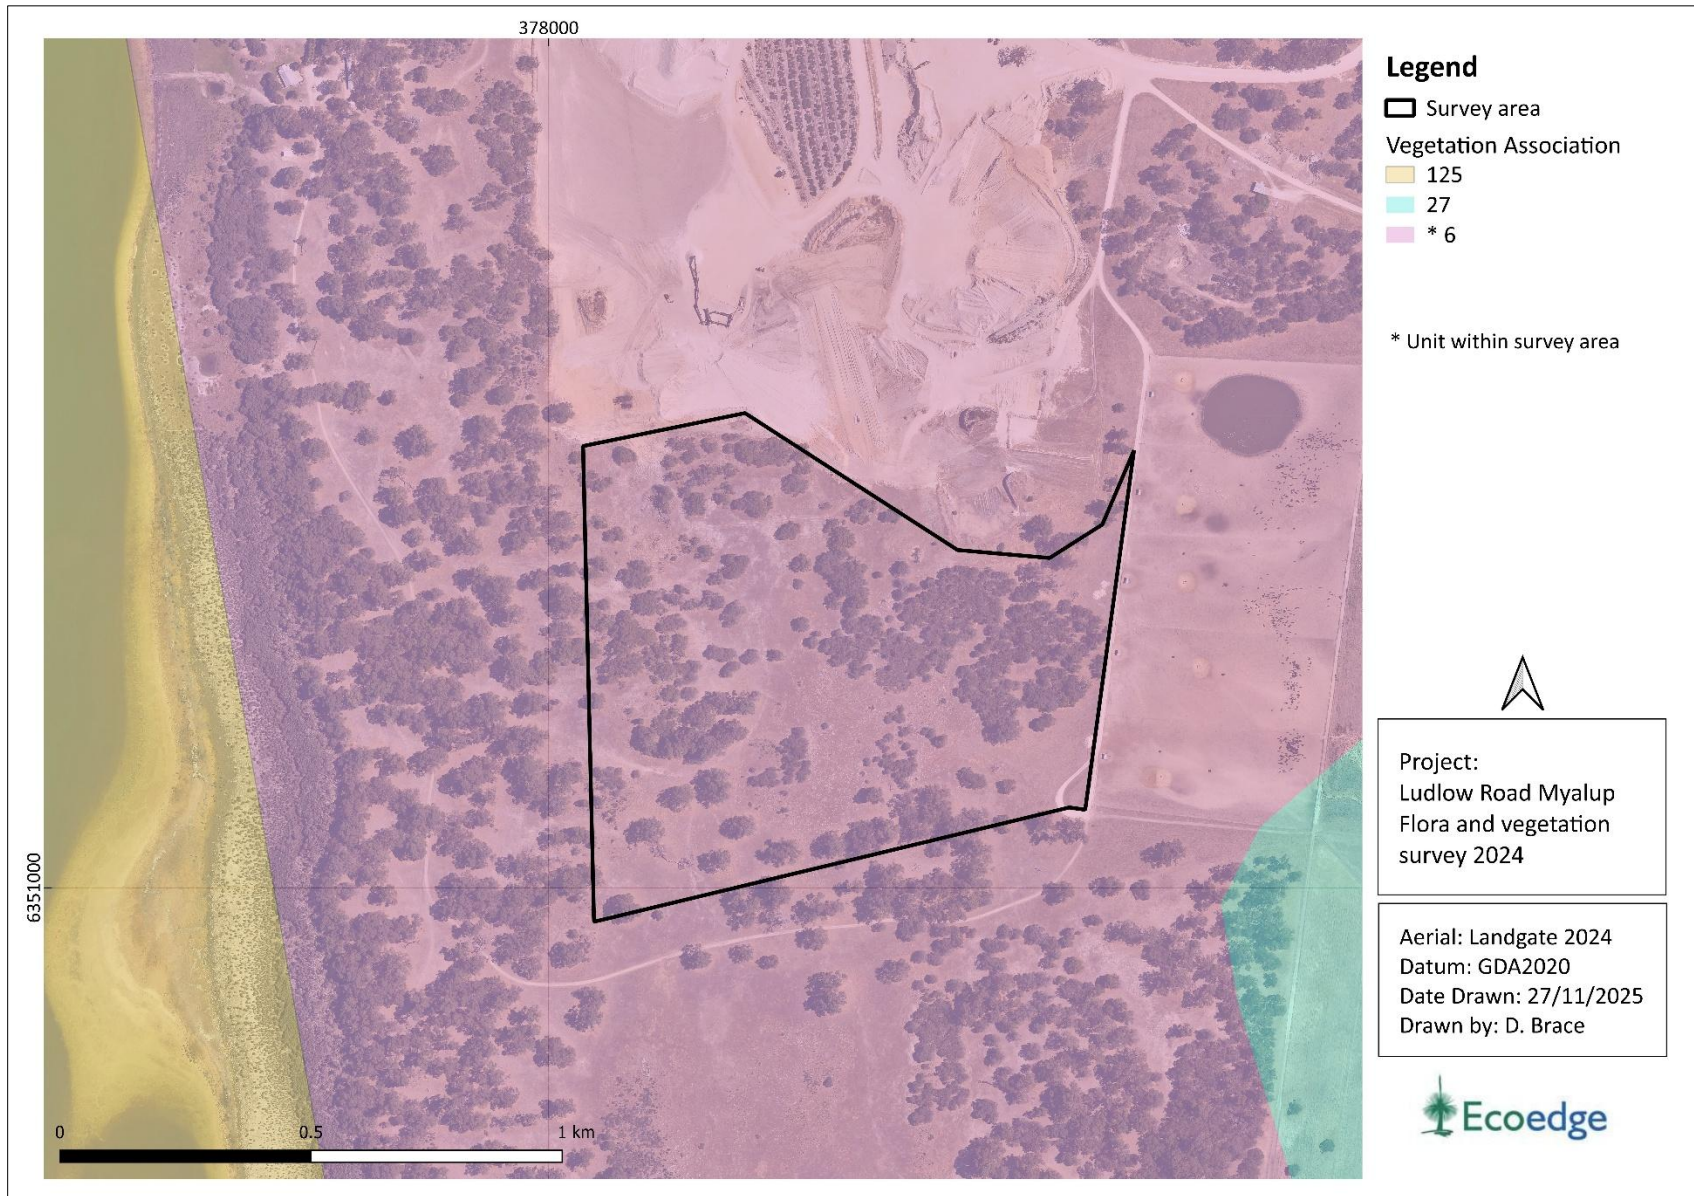 378000
6351000
0
0.5
1 km
Legend
Survey area
Vegetation Association
125
27
* 6
* Unit within survey area
Project:
Ludlow Road Myalup
Flora and vegetation
survey 2024
Aerial: Landgate 2024
Datum: GDA2020
Date Drawn: 27/11/2025
Drawn by: D. Brace
Ecoedge